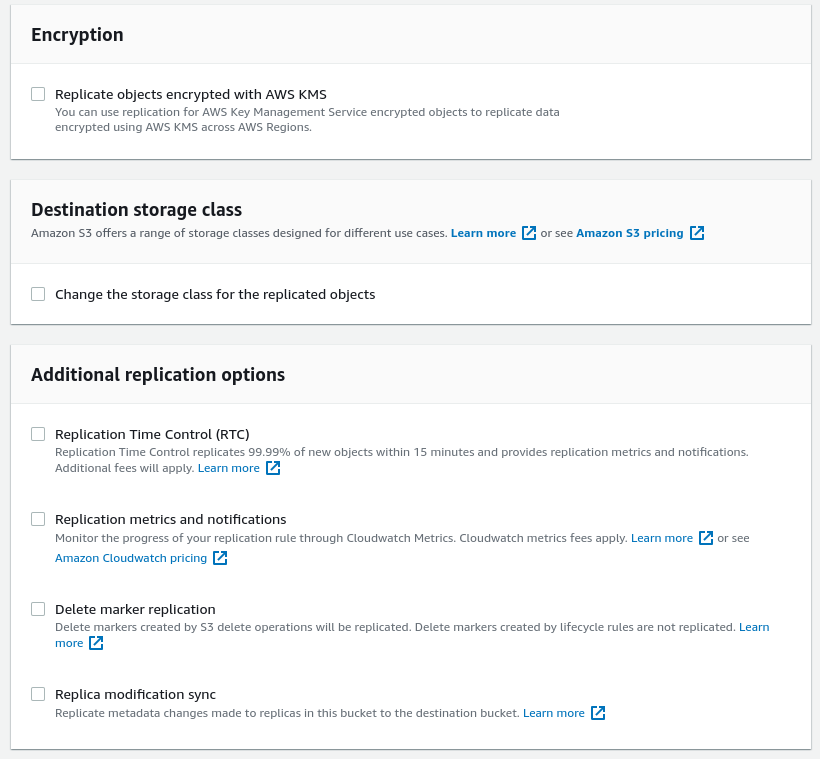 Encryption
Replicate objects encrypted with AWS KMS
You can use replication for AWS Key Management Service encrypted objects to replicate data
encrypted using AWS KMS across AWS Regions.
Destination storage class
Amazon S3 offers a range of storage classes designed for different use cases. Learn more or see Amazon S3 pricing
Change the storage class for the replicated objects
Additional replication options
Replication Time Control (RTC)
Replication Time Control replicates 99.99% of new objects within 15 minutes and provides replication metrics and notifications.
Additional fees will apply. Learn more
Replication metrics and notifications
Monitor the progress of your replication rule through Cloudwatch Metrics. Cloudwatch metrics fees apply. Learn more or see
Amazon Cloudwatch pricing
Delete marker replication
Delete markers created by S3 delete operations will be replicated. Delete markers created by lifecycle rules are not replicated. Learn
more
Replica modification sync
Replicate metadata changes made to replicas in this bucket to the destination bucket. Learn more